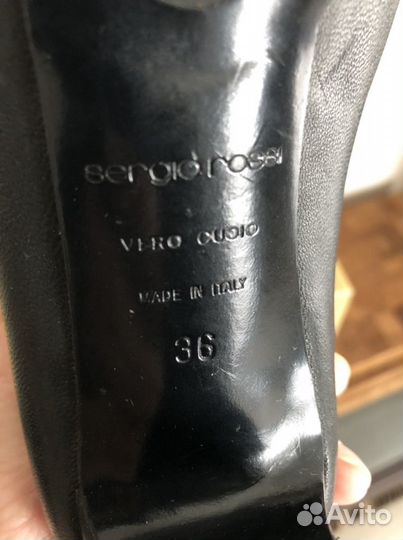 sergio rossi
VERO CUOIO
MADE IN ITALY
36
Avito